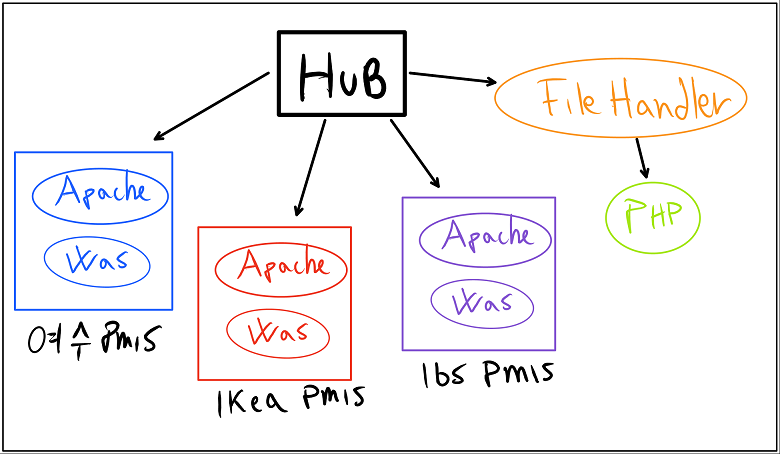 HUB
File Handler
PHP
Apache
Was
여수 Pmis
Apache
Was
IKea Pmis
Apache
Was
Ibs Pmis